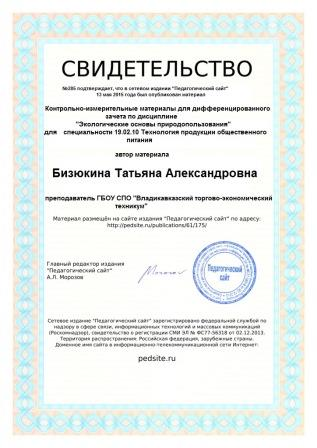 СВИДЕТЕЛЬСТВО
№285 подтверждает, что в сетевом издании "Педагогический сайт"
13 мая 2015 года был опубликован материал
Контрольно-измерительные материалы для дифференцированного
зачета по дисциплине
"Экологические основы природопользования"
для специальности 19.02.10 Технология продукции общественного
питания
автор материала
Бизюкина Татьяна Александровна
преподаватель ГБОУ СПО "Владикавказский торгово-экономический
техникум"
Материал размещён на сайте издания "Педагогический сайт" по адресу:
http://pedsite.ru/publications/61/175/
Главный редактор издания
"Педагогический сайт"
А.Л. Морозов
Сетевое издание "Педагогический сайт" зарегистрировано федеральной службой по
надзору в сфере связи, информационных технологий и массовых коммуникаций
(Роскомнадзор), свидетельство о регистрации СМИ ЭЛ № ФС77-56318 от 02.12.2013.
Территория распространения: Российская федерация, зарубежные страны.
Доменное имя сайта в информационно-телекоммуникационной сети Интернет:
pedsite.ru